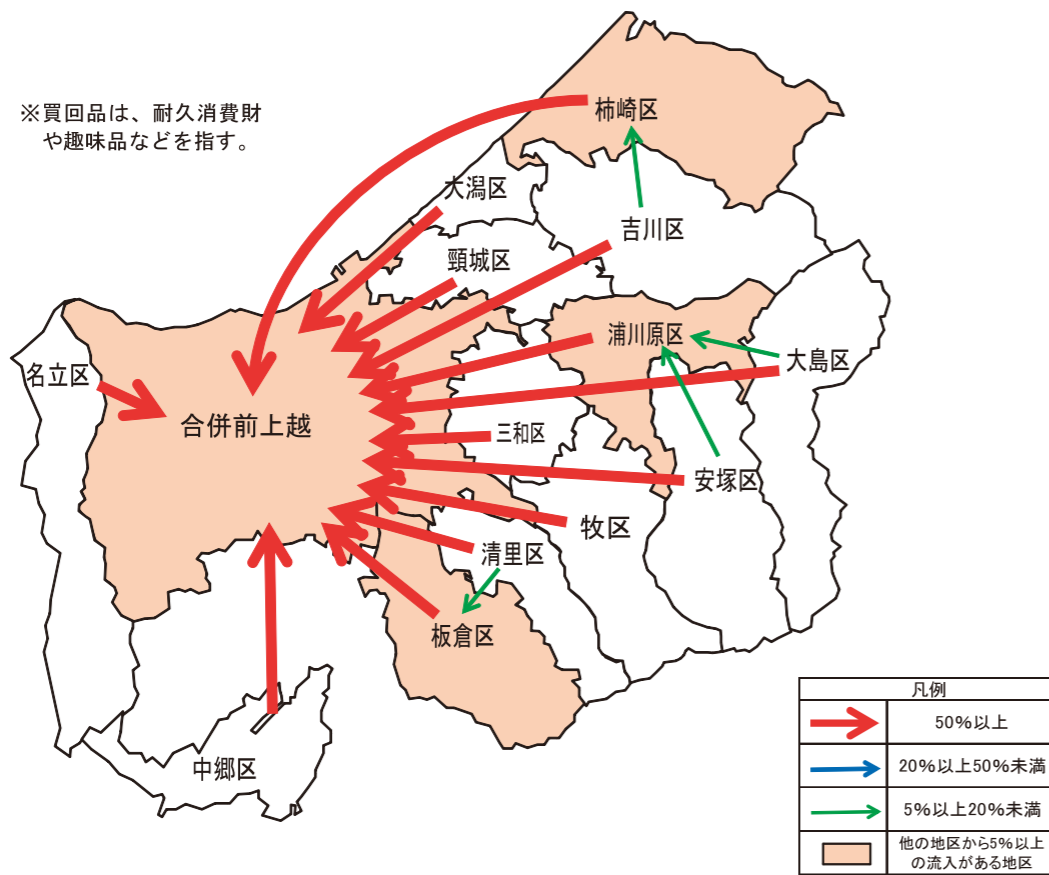 ※買回品は、耐久消費財
や趣味品などを指す。
柿崎区
大潟区
吉川区
頸城区
浦川原区
大島区
名立区
合併前上越
三和区
安塚区
牧区
清里区
板倉区
中郷区
凡例
50%以上
20%以上50%未満
5%以上20%未満
他の地区から5%以上
の流入がある地区